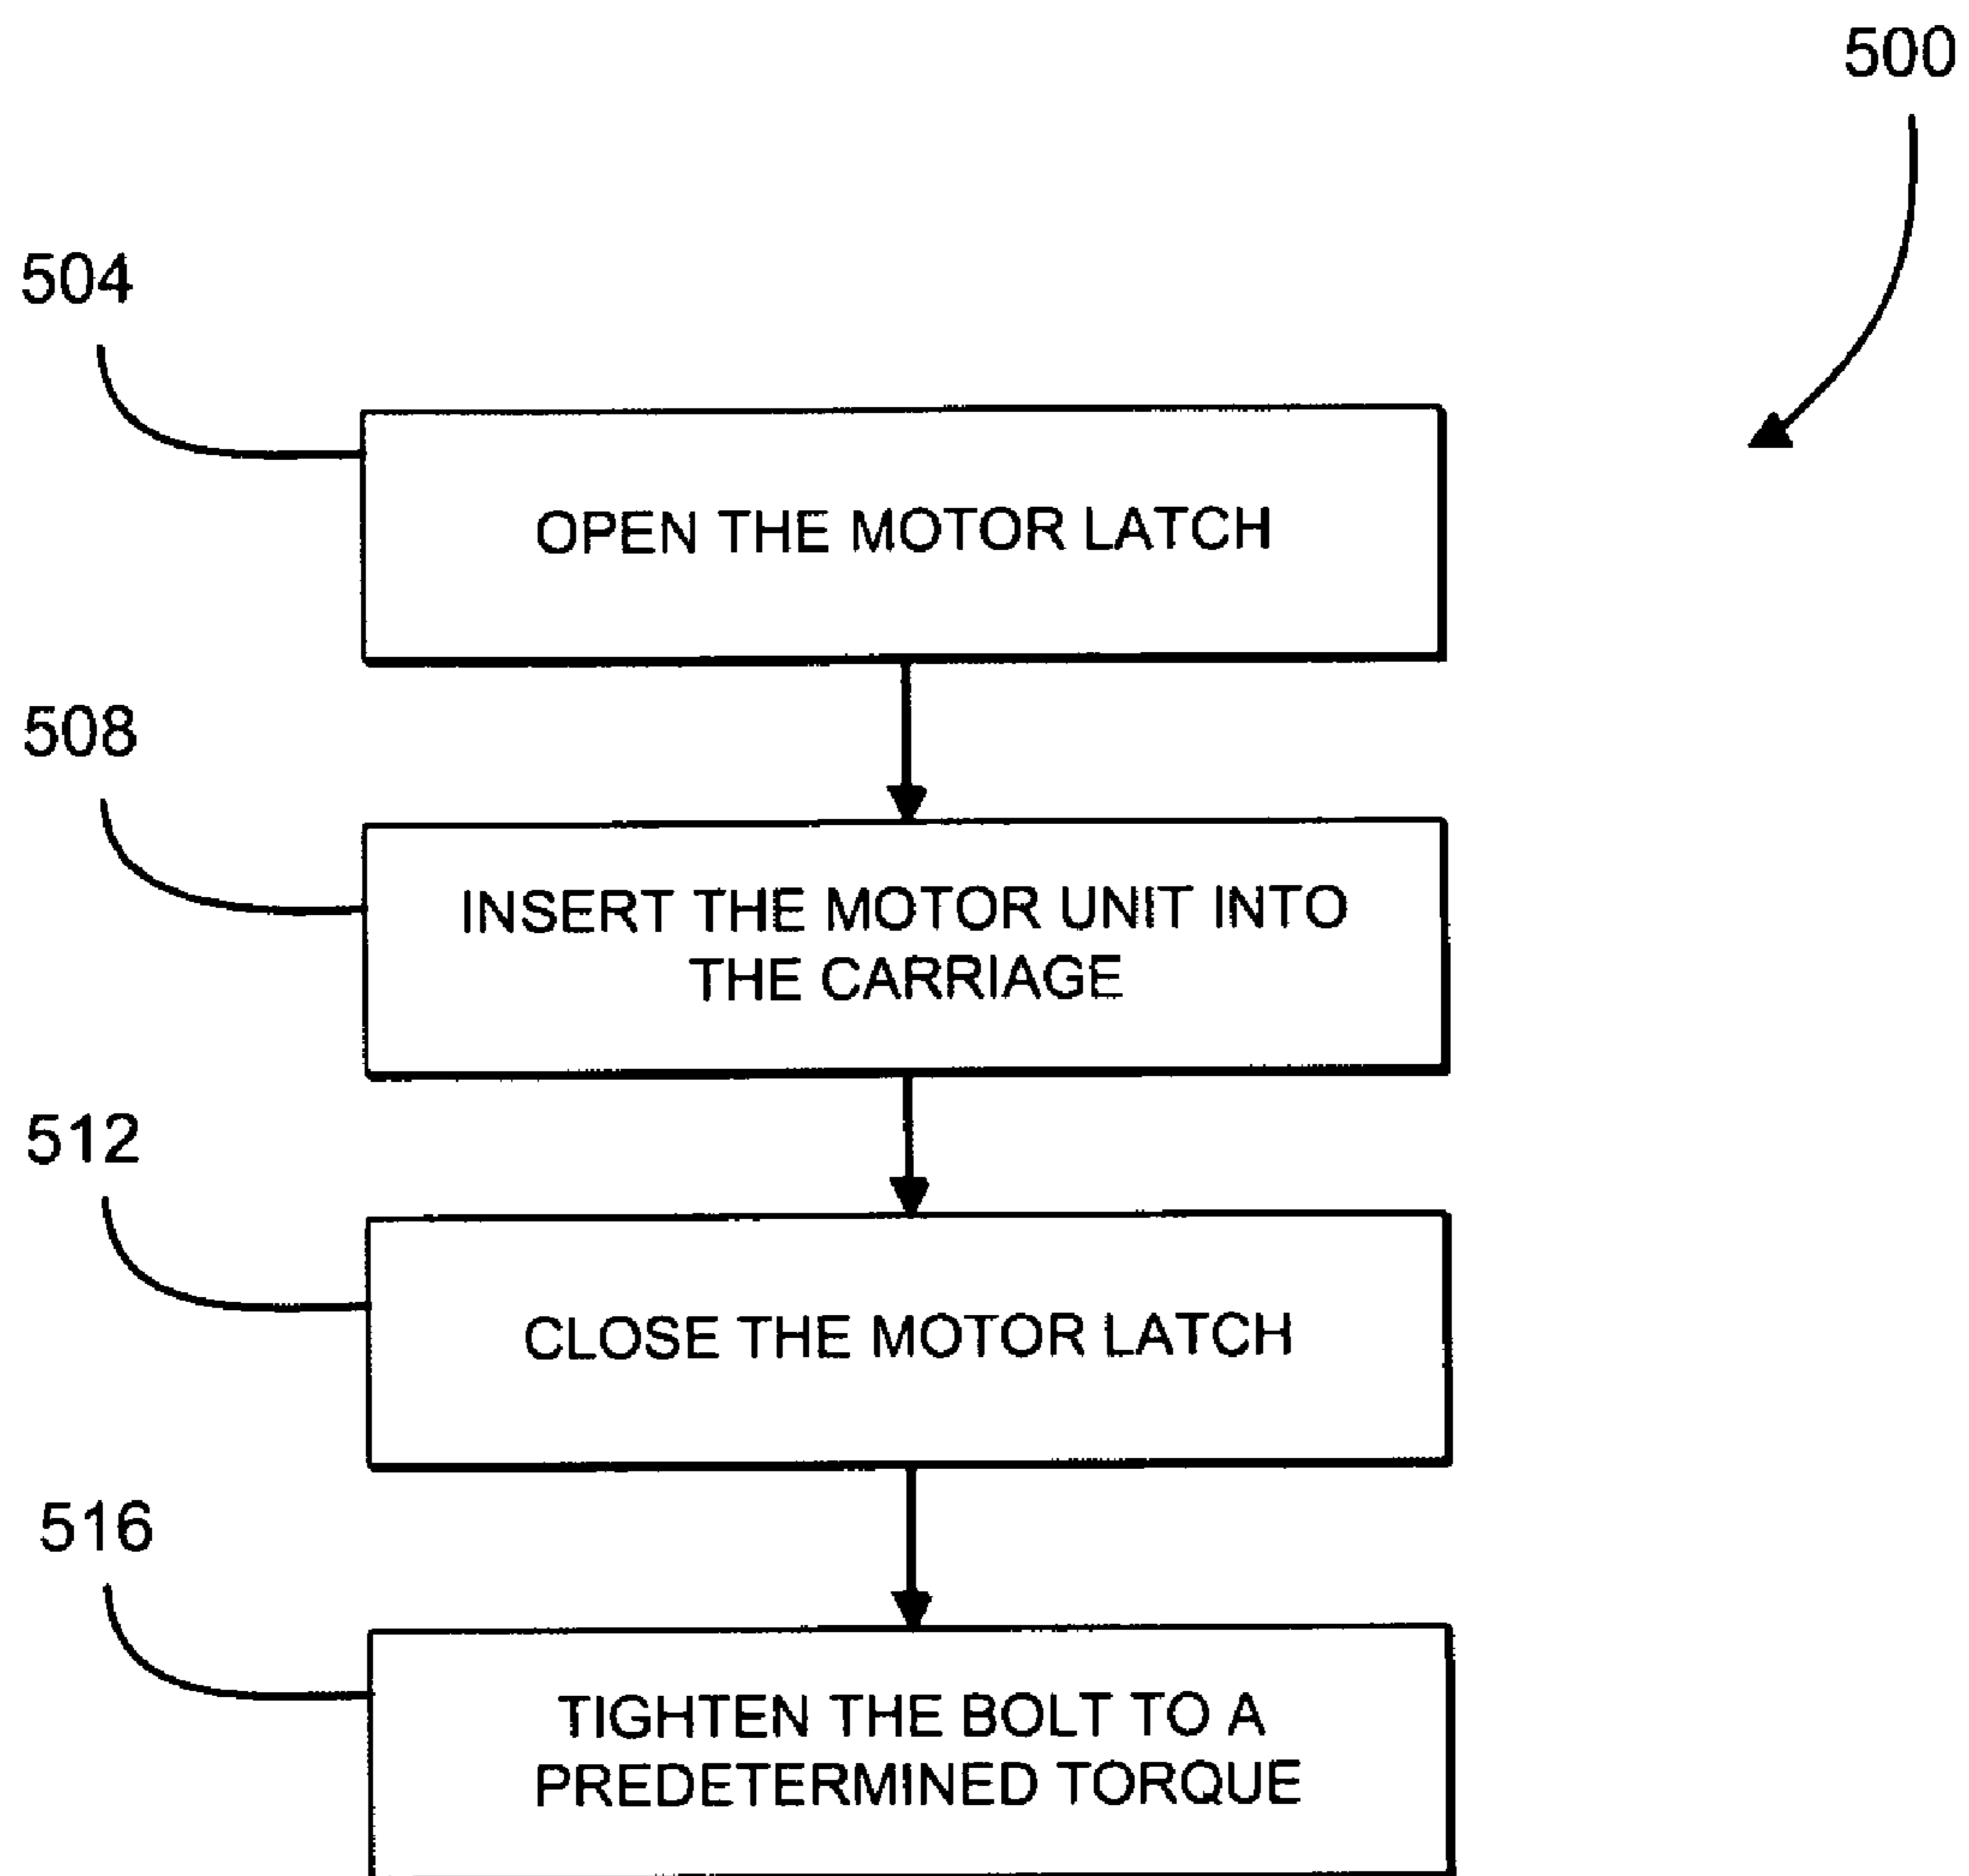 500
504
OPEN THE MOTOR LATCH
508
INSERT THE MOTOR UNIT INTO
THE CARRIAGE
512
CLOSE THE MOTOR LATCH
516
TIGHTEN THE BOLT TO A
PREDETERMINED TORQUE